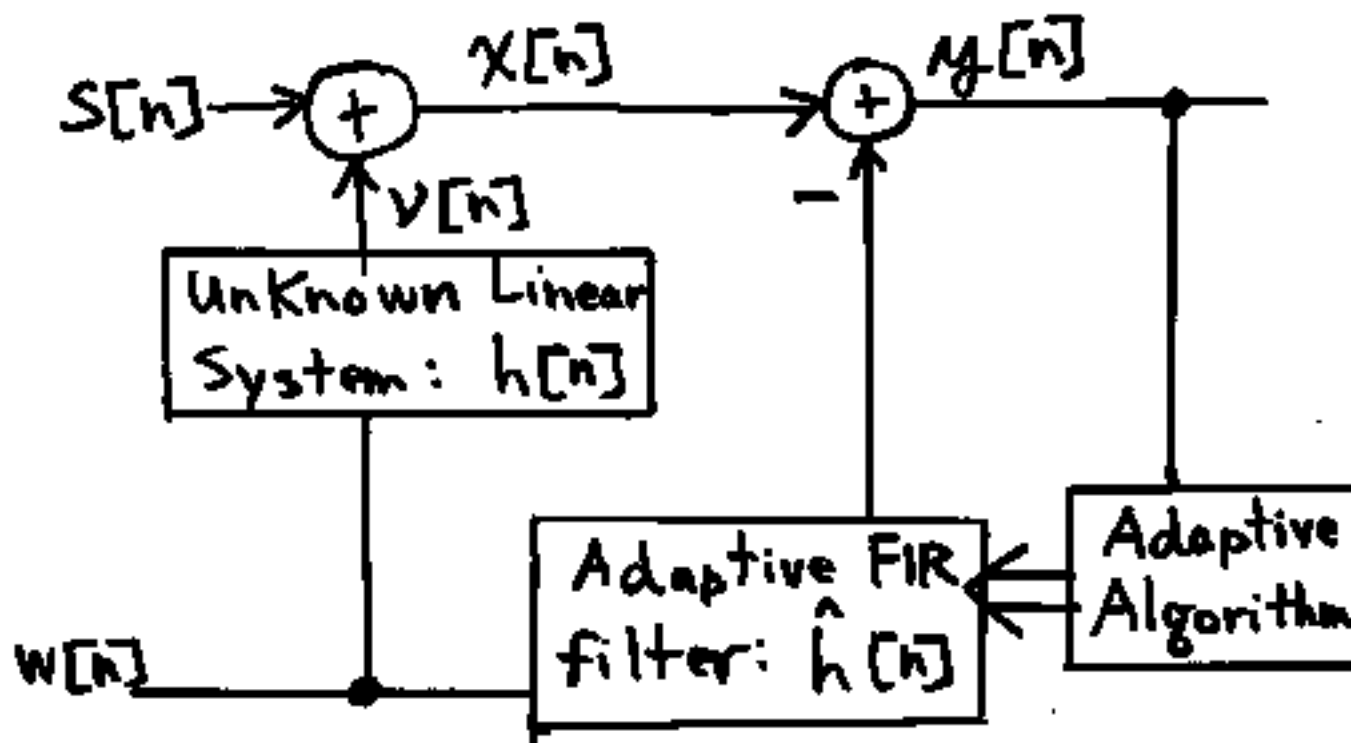 x[n]
y[n]
S[n]
+
+
ν[n]
−
Unknown Linear
System: h[n]
Adaptive FIR
filter: ĥ[n]
Adaptive
Algorithm
w[n]